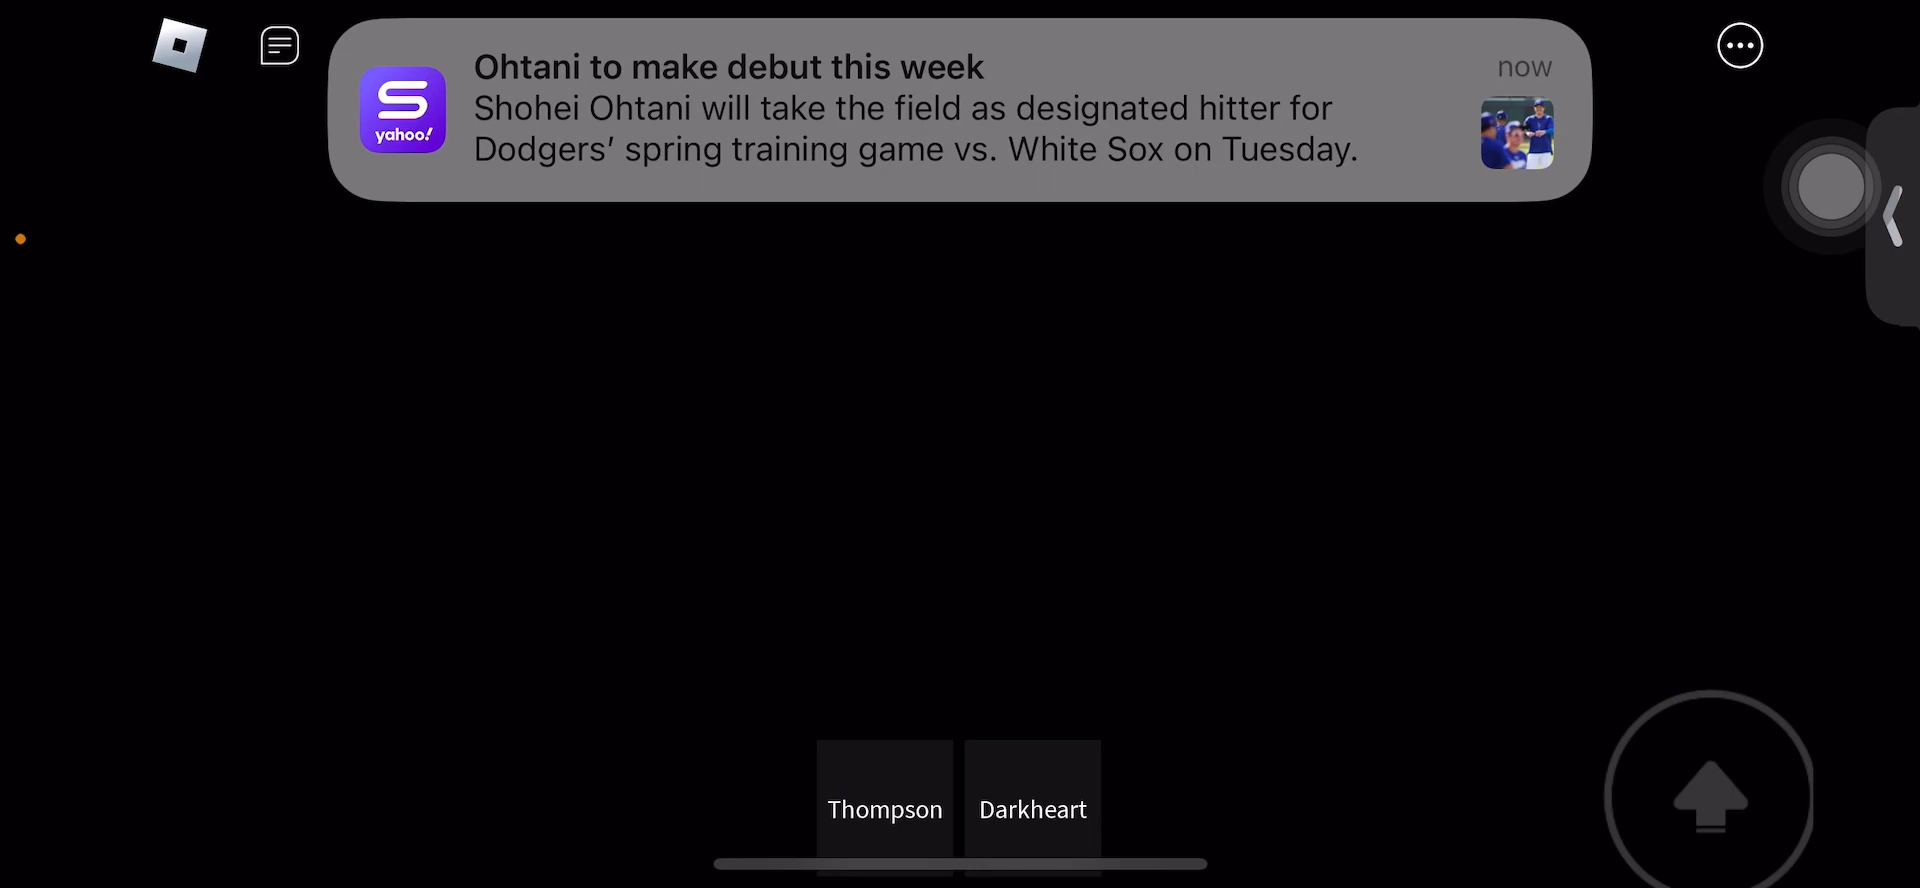 Ohtani to make debut this week
now
Shohei Ohtani will take the field as designated hitter for
Dodgers’ spring training game vs. White Sox on Tuesday.
yahoo!
Thompson
Darkheart